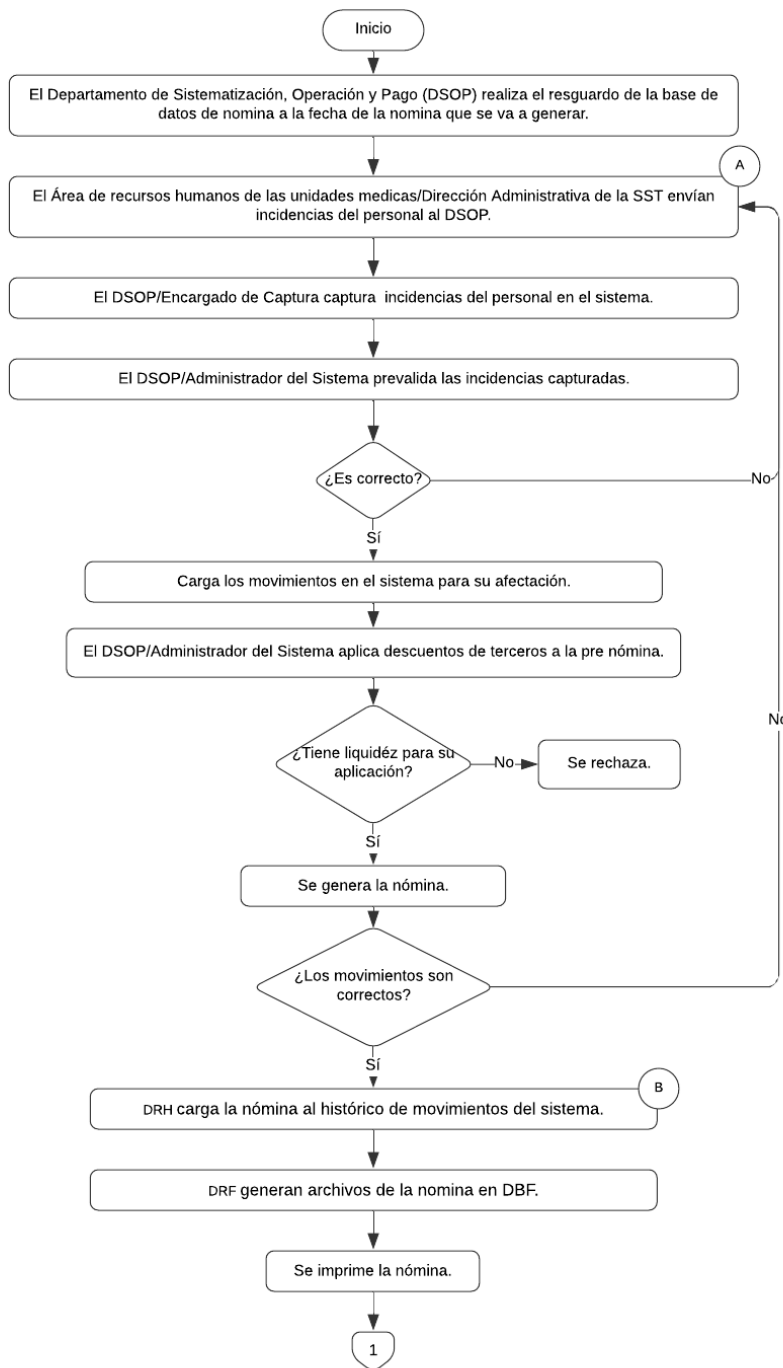 Inicio
El Departamento de Sistematización, Operación y Pago (DSOP) realiza el resguardo de la base de
datos de nomina a la fecha de la nomina que se va a generar.
A
El Área de recursos humanos de las unidades medicas/Dirección Administrativa de la SST envían
incidencias del personal al DSOP.
El DSOP/Encargado de Captura captura incidencias del personal en el sistema.
El DSOP/Administrador del Sistema prevalida las incidencias capturadas.
¿Es correcto?
No
Sí
Carga los movimientos en el sistema para su afectación.
El DSOP/Administrador del Sistema aplica descuentos de terceros a la pre nómina.
No
¿Tiene liquidéz para su
aplicación?
No
Se rechaza.
Sí
Se genera la nómina.
¿Los movimientos son
correctos?
Sí
B
DRH carga la nómina al histórico de movimientos del sistema.
DRF generan archivos de la nomina en DBF.
Se imprime la nómina.
1